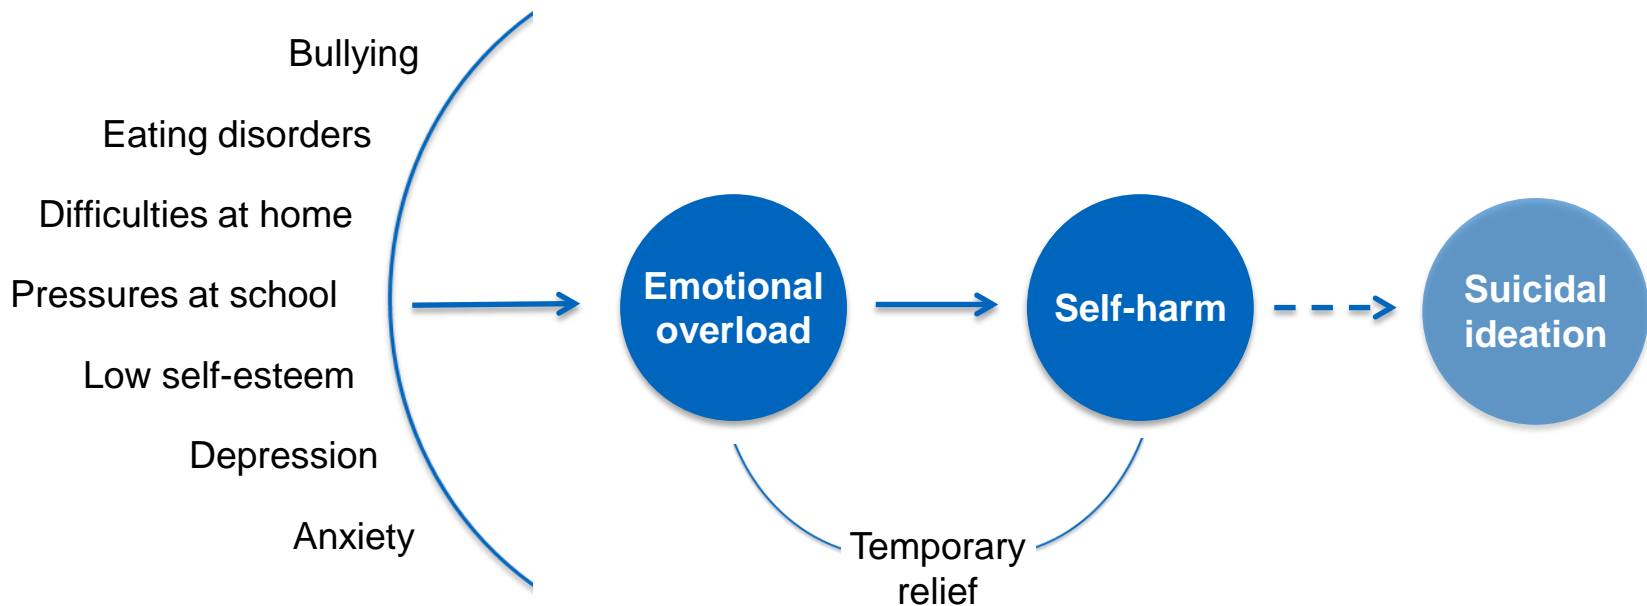 Bullying
Eating disorders
Difficulties at home
Pressures at school
Low self-esteem
Depression
Anxiety
Emotional
overload
Self-harm
Suicidal
ideation
Temporary
relief